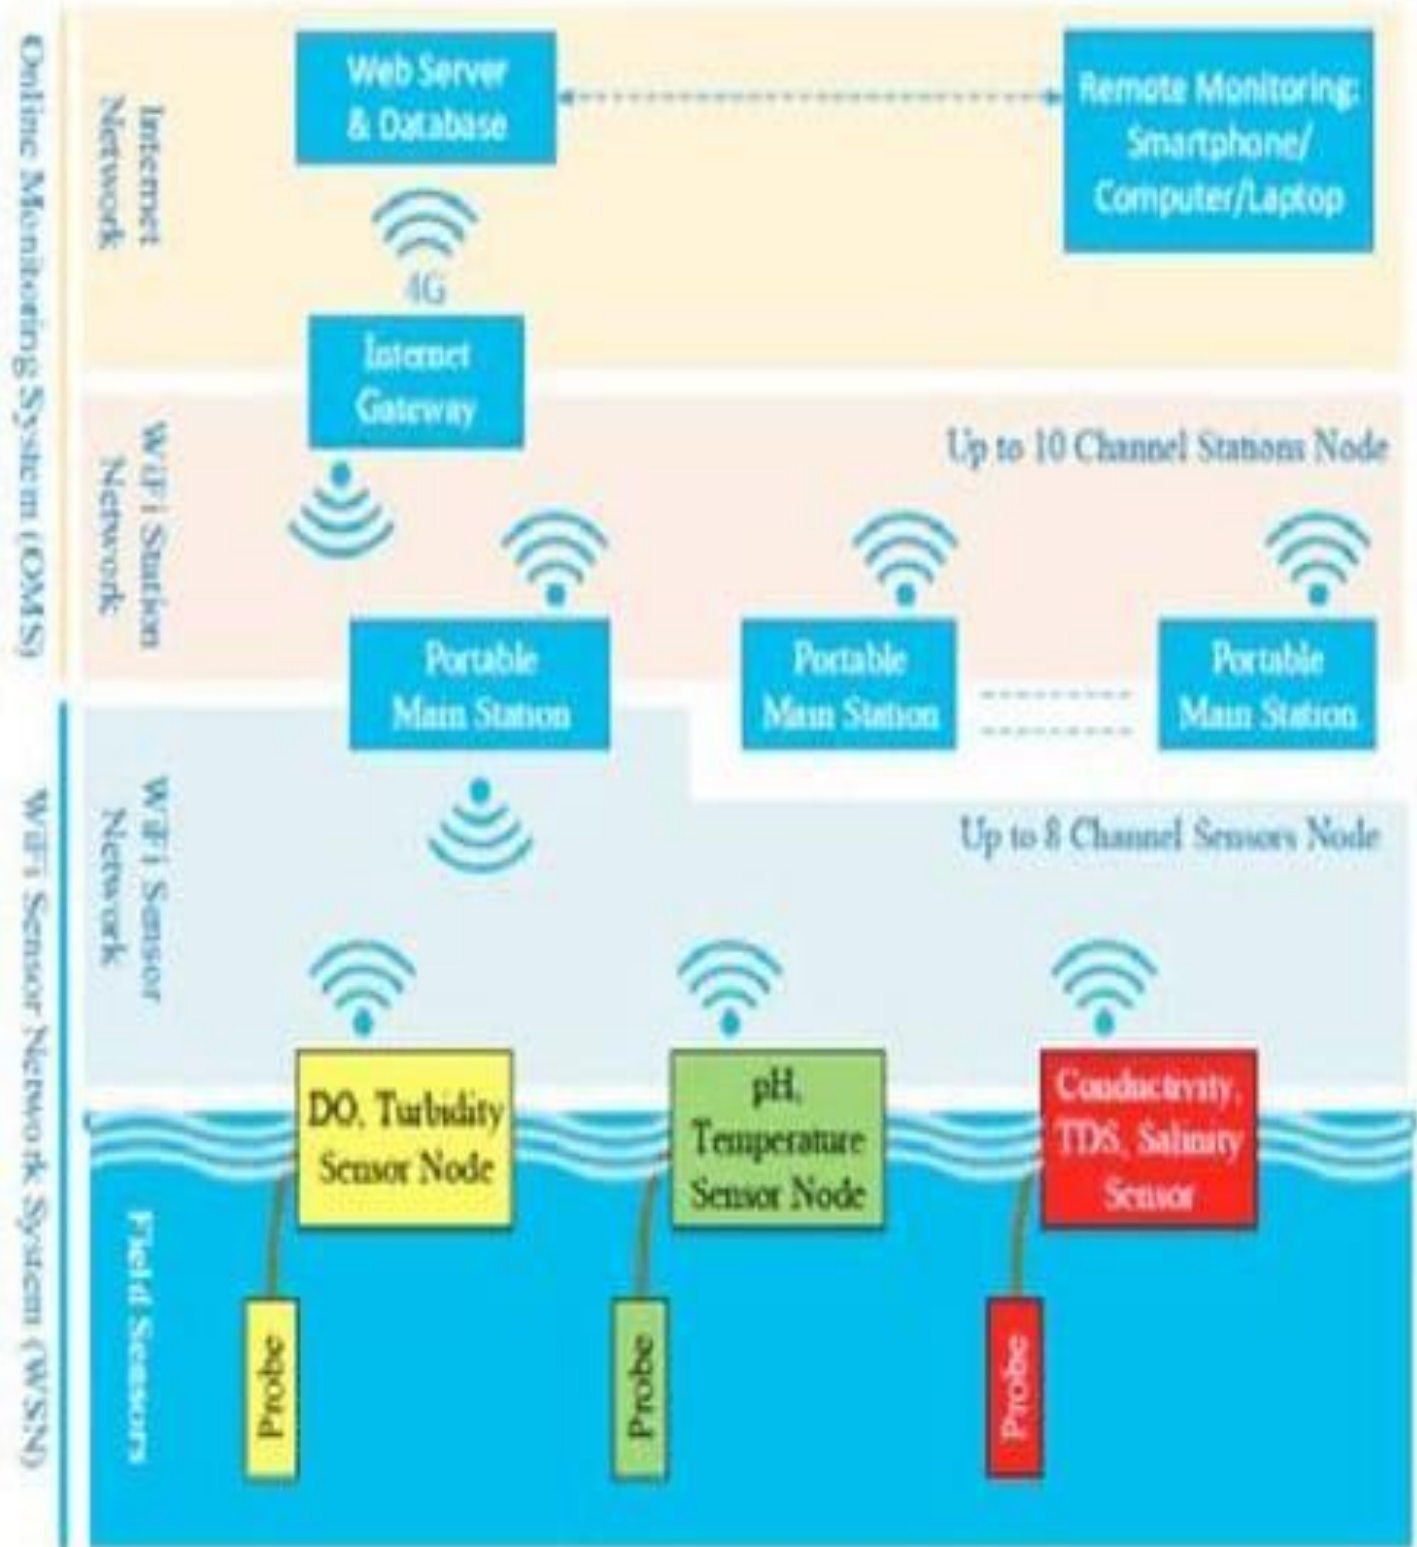 Online Monitoring System (OMS)
Internet
Network
Web Server
& Database
Remote Monitoring:
Smartphone/
Computer/Laptop
4G
Internet
Gateway
WiFi Station
Network
Up to 10 Channel Stations Node
Portable
Main Station
Portable
Main Station
Portable
Main Station
WiFi Sensor Network System (WSN)
WiFi Sensor
Network
Up to 8 Channel Sensors Node
DO, Turbidity
Sensor Node
pH,
Temperature
Sensor Node
Conductivity,
TDS, Salinity
Sensor
Field Sensors
Probe
Probe
Probe